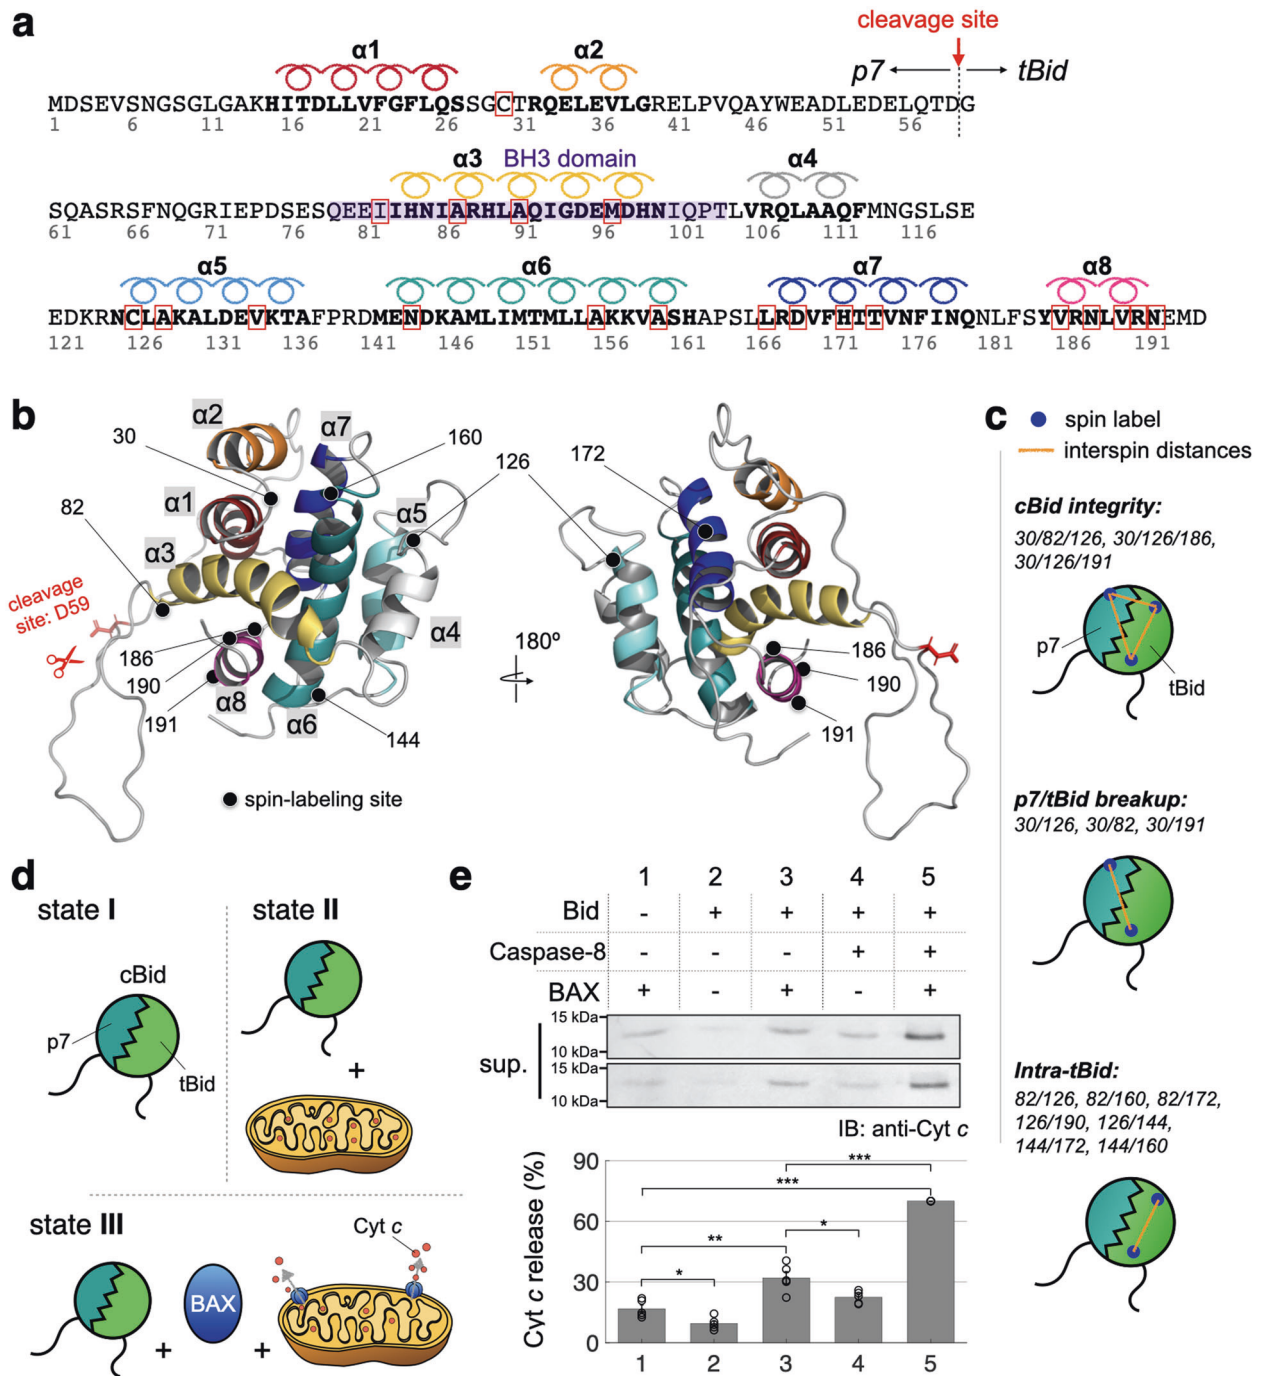 a
cleavage site
α1
α2
p7
tBid
MDSEVSNGSGLGAKHITDLLVFGFLQSSGCTRQELEVLGRELPVQAYWEADLEDELQTDG
1 6 11 16 21 26 31 36 41 46 51 56
α3 BH3 domain α4
SQASRSFNQGRIEPDSESQEEIIHNIARHLAQIGDEMDHNIQPTLVRQLAAQFMNGSLSE
61 66 71 76 81 86 91 96 101 106 111 116
α5 α6 α7 α8
EDKRNCLAKALDEVKTAFPRDMENDKAMLIMTMLLAKKVASHAPSLLRDVFHTTVNFINQNLFSYVRNLVRNEMD
121 126 131 136 141 146 151 156 161 166 171 176 181 186 191
b
α2
α7
30
160
126
172
82
α1
α5
α3
cleavage
site: D59
α4
186
190
191
α8
α6
144
180º
186
190
191
spin-labeling site
c
spin label
interspin distances
cBid integrity:
30/82/126, 30/126/186,
30/126/191
p7
tBid
p7/tBid breakup:
30/126, 30/82, 30/191
Intra-tBid:
82/126, 82/160, 82/172,
126/190, 126/144,
144/172, 144/160
d
state I
cBid
p7
tBid
state II
+
state III
+
BAX
+
Cyt c
e
1 2 3 4 5
Bid - + + + +
Caspase-8 - - - + +
BAX + - + - +
15 kDa
10 kDa
sup.
15 kDa
10 kDa
IB: anti-Cyt c
Cyt c release (%)
90
60
30
0
***
***
*
**
*
1 2 3 4 5